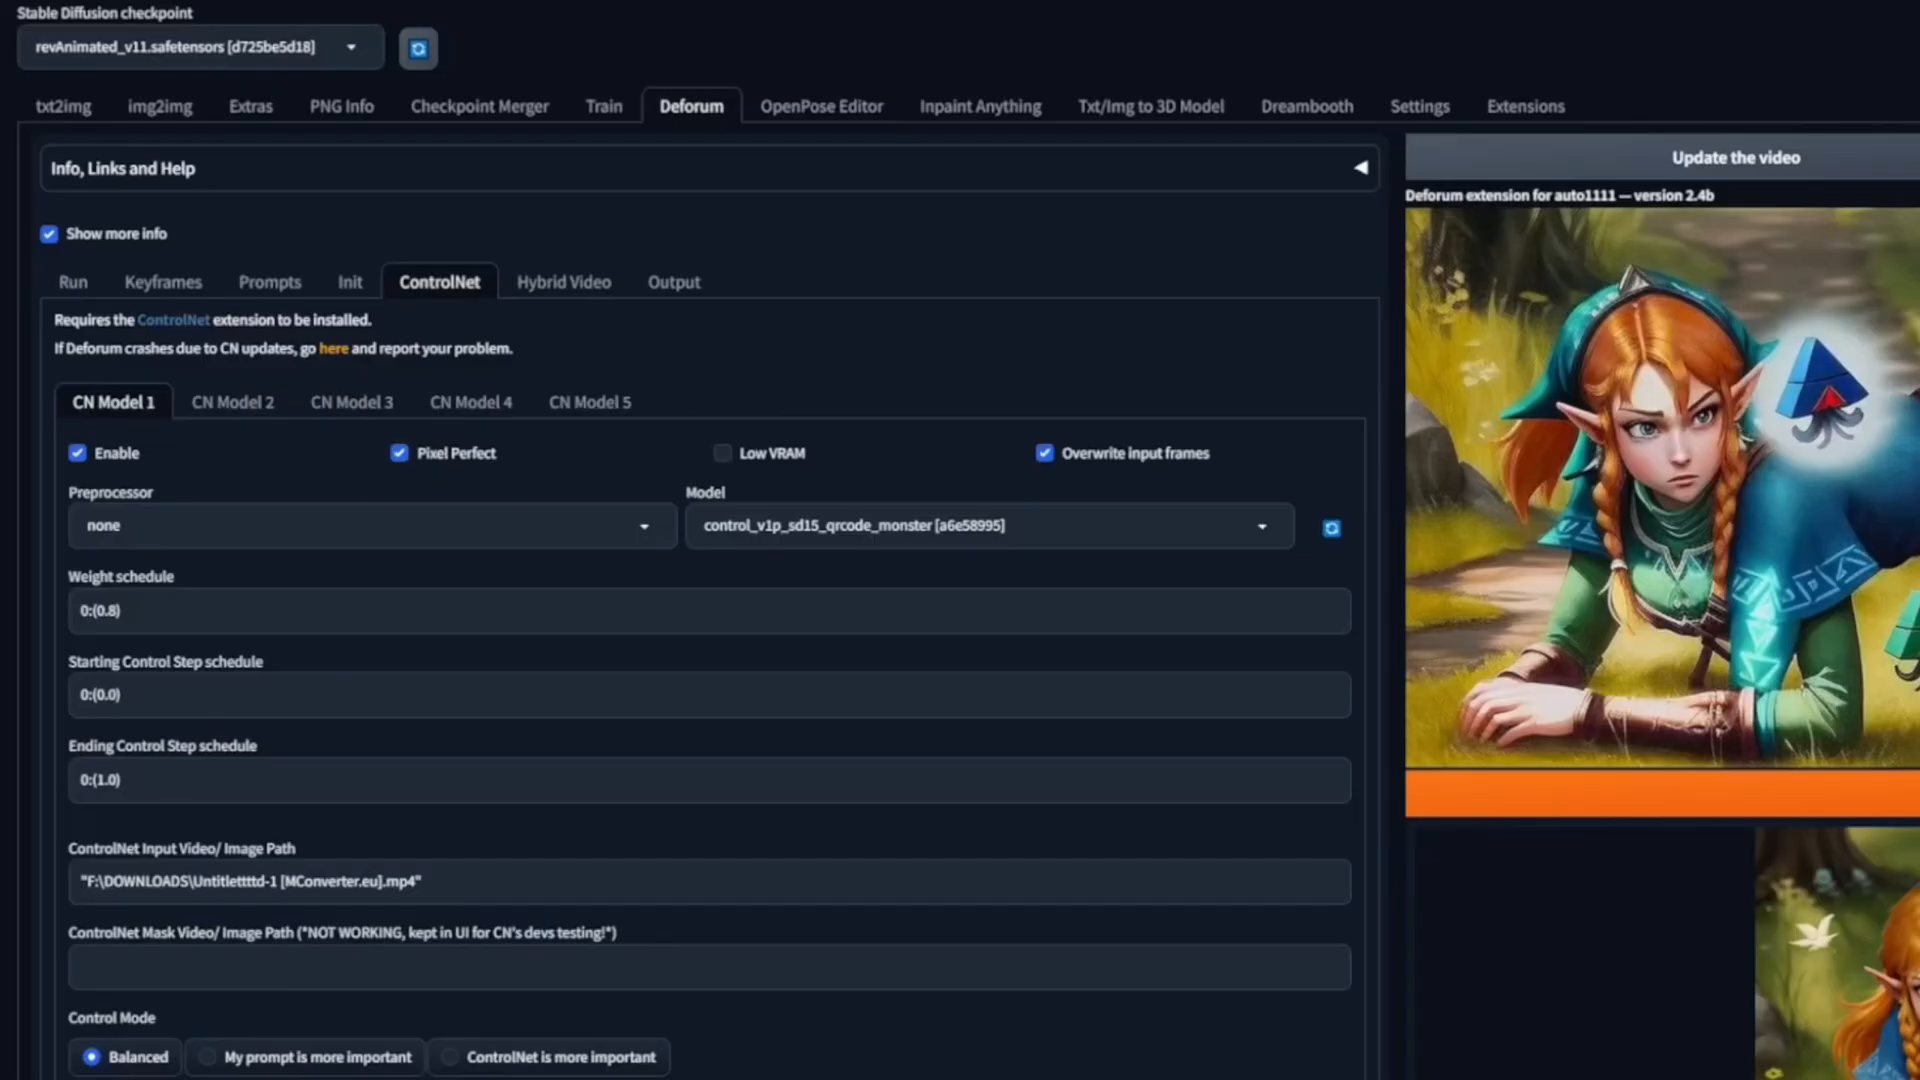 Stable Diffusion checkpoint
revAnimated_v11.safetensors [d725be5d18]
txt2img img2img Extras PNG Info Checkpoint Merger Train Deforum OpenPose Editor Inpaint Anything Txt/Img to 3D Model Dreambooth Settings Extensions
Info, Links and Help
Update the video
Deforum extension for auto1111 — version 2.4b
Show more info
Run Keyframes Prompts Init ControlNet Hybrid Video Output
Requires the ControlNet extension to be installed.
If Deforum crashes due to CN updates, go here and report your problem.
CN Model 1 CN Model 2 CN Model 3 CN Model 4 CN Model 5
Enable Pixel Perfect Low VRAM Overwrite input frames
Preprocessor Model
none control_v1p_sd15_qrcode_monster [a6e58995]
Weight schedule
0:(0.8)
Starting Control Step schedule
0:(0.0)
Ending Control Step schedule
0:(1.0)
ControlNet Input Video/ Image Path
"F:\DOWNLOADS\Untitlettttd-1 [MConverter.eu].mp4"
ControlNet Mask Video/ Image Path (*NOT WORKING, kept in UI for CN's devs testing!*)
Control Mode
Balanced My prompt is more important ControlNet is more important